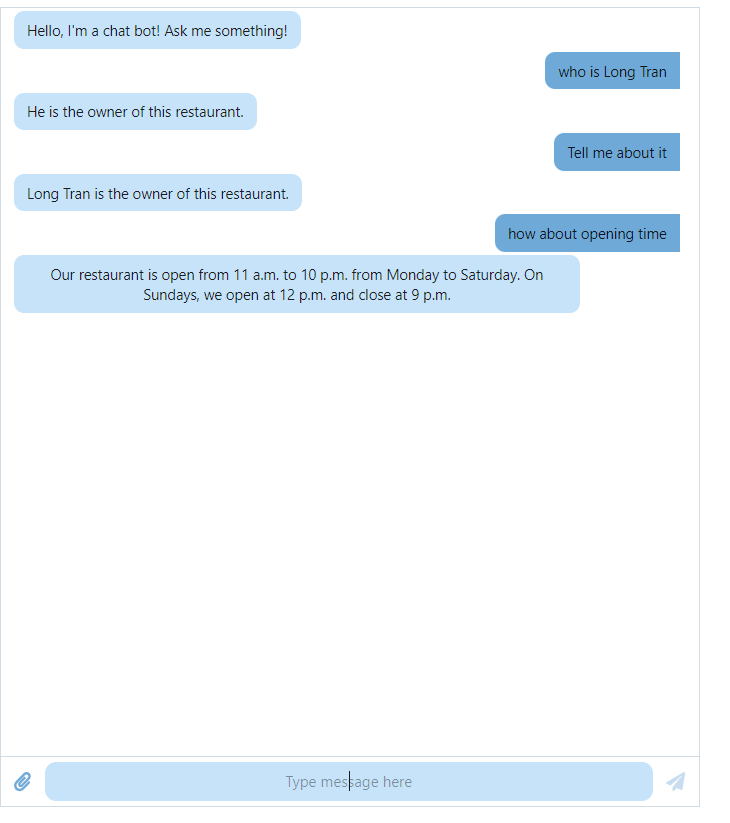 Hello, I'm a chat bot! Ask me something!
who is Long Tran
He is the owner of this restaurant.
Tell me about it
Long Tran is the owner of this restaurant.
how about opening time
Our restaurant is open from 11 a.m. to 10 p.m. from Monday to Saturday. On
Sundays, we open at 12 p.m. and close at 9 p.m.
Type message here